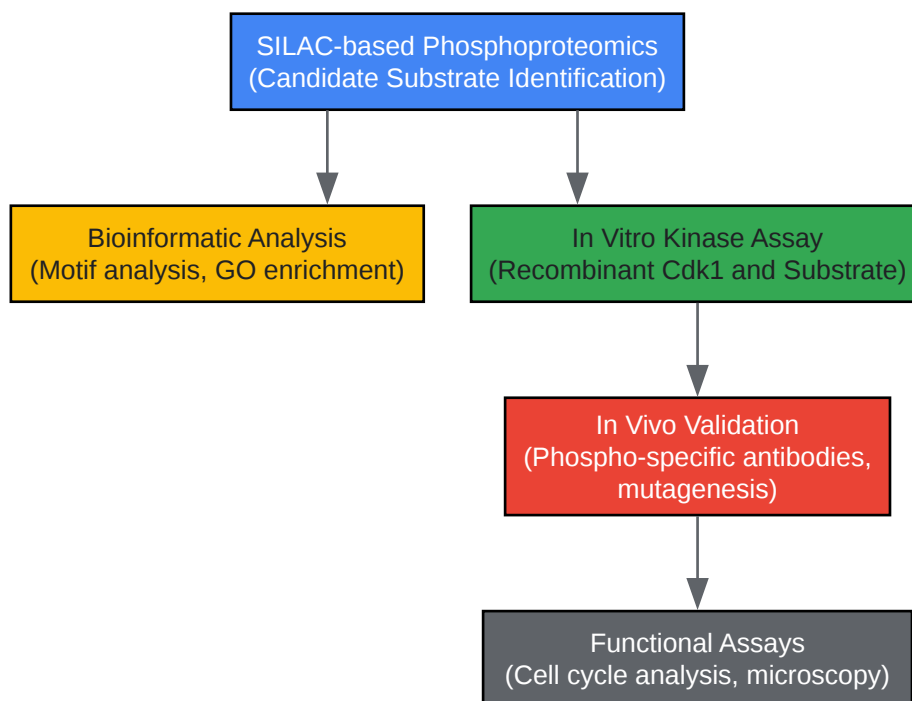 SILAC-based Phosphoproteomics
(Candidate Substrate Identification)
Bioinformatic Analysis
(Motif analysis, GO enrichment)
In Vitro Kinase Assay
(Recombinant Cdk1 and Substrate)
In Vivo Validation
(Phospho-specific antibodies,
mutagenesis)
Functional Assays
(Cell cycle analysis, microscopy)